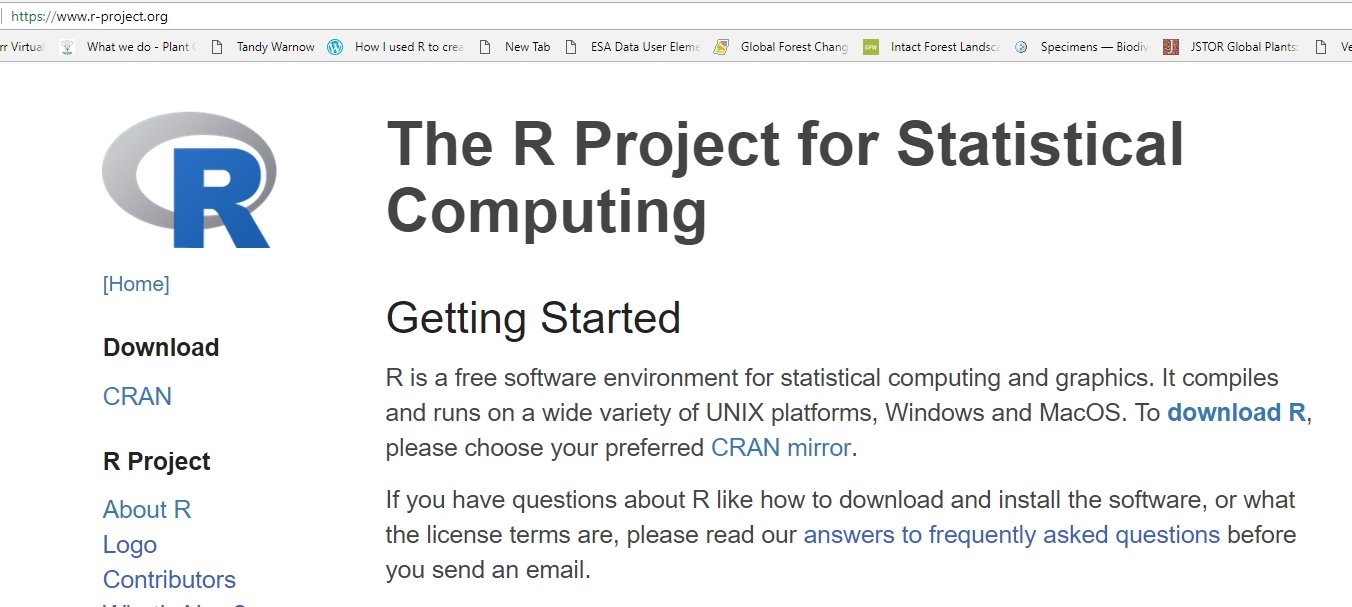 https://www.r-project.org
rr Virtual What we do - Plant Tandy Warnow How I used R to crea New Tab ESA Data User Eleme Global Forest Chang GFW Intact Forest Landsca Specimens — Biodiv JSTOR Global Plants: Ve
R
The R Project for Statistical
Computing
[Home]
Download
CRAN
R Project
About R
Logo
Contributors
What's New?
Getting Started
R is a free software environment for statistical computing and graphics. It compiles
and runs on a wide variety of UNIX platforms, Windows and MacOS. To download R,
please choose your preferred CRAN mirror.
If you have questions about R like how to download and install the software, or what
the license terms are, please read our answers to frequently asked questions before
you send an email.